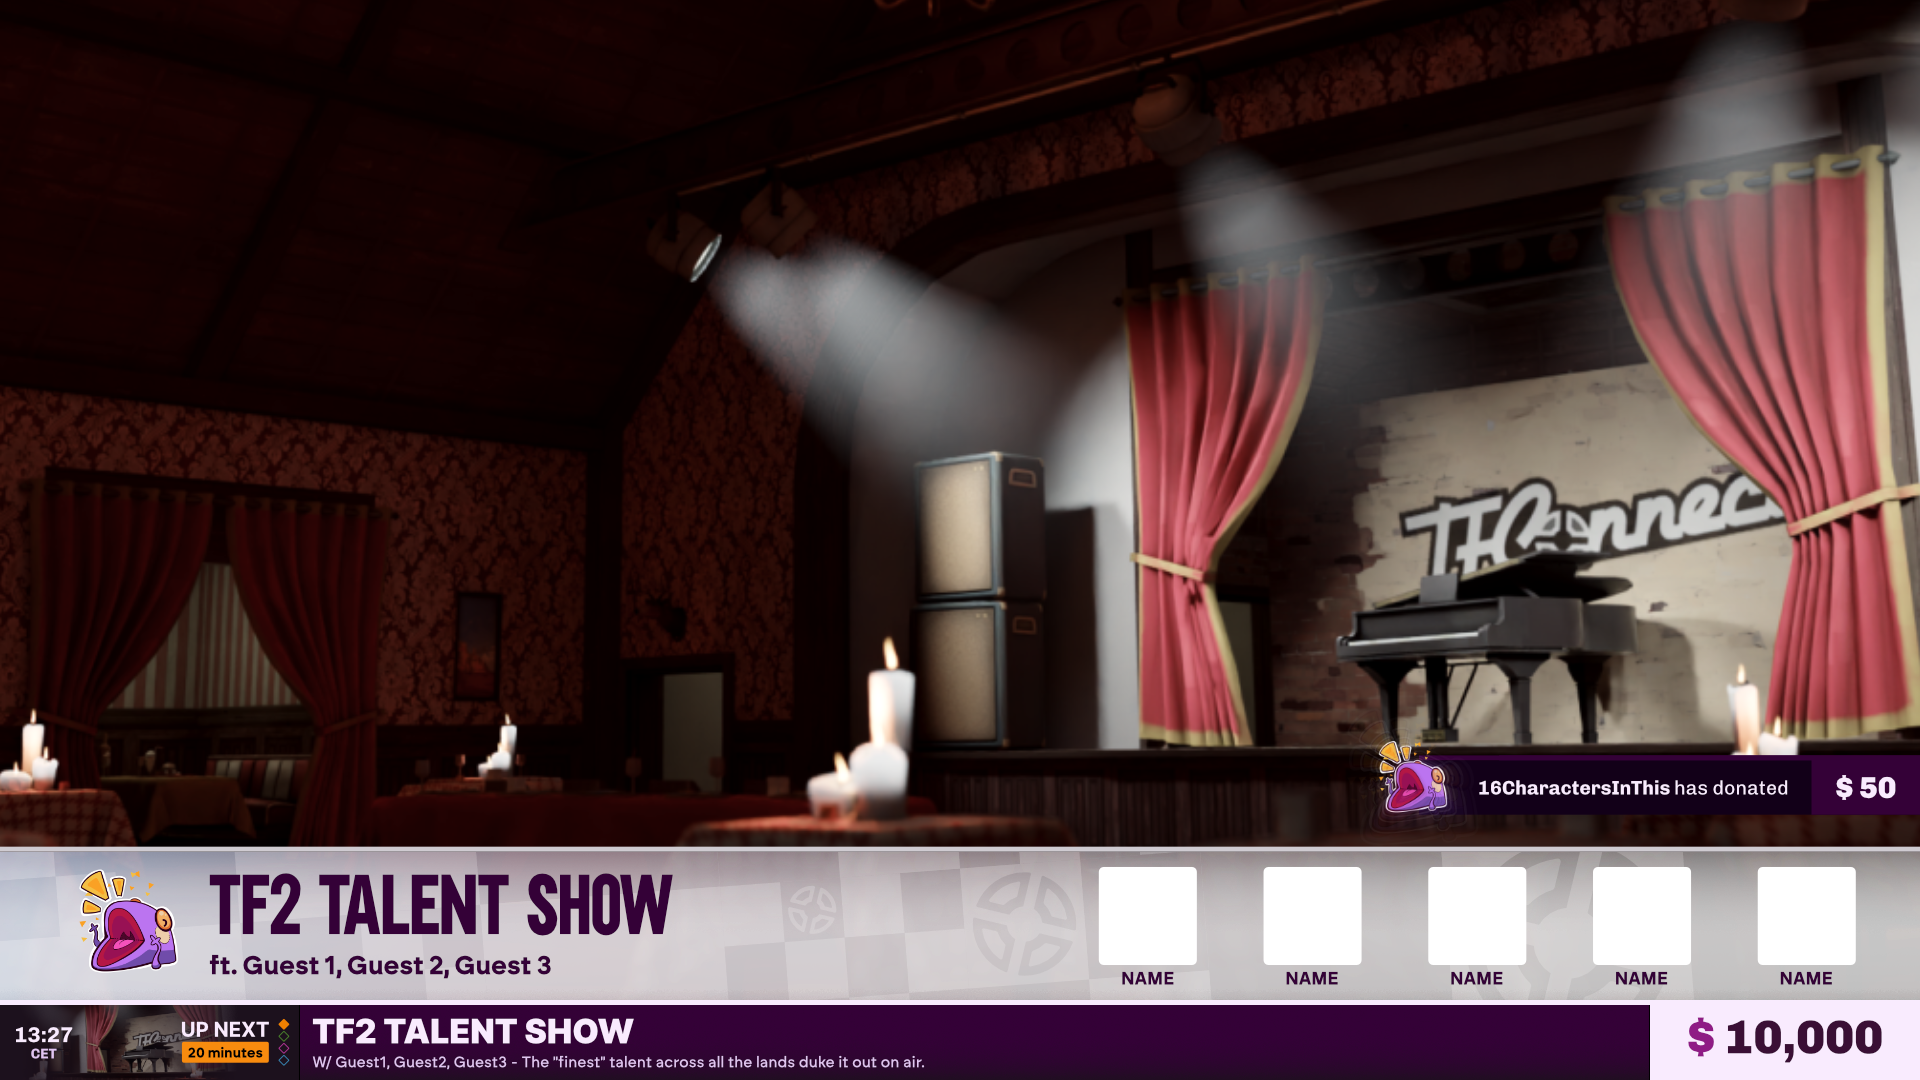 TFConnec
16CharactersInThis has donated $ 50
TF2 TALENT SHOW
ft. Guest 1, Guest 2, Guest 3
NAME NAME NAME NAME NAME
13:27
CET
UP NEXT
20 minutes
TF2 TALENT SHOW
W/ Guest1, Guest2, Guest3 - The "finest" talent across all the lands duke it out on air.
$ 10,000